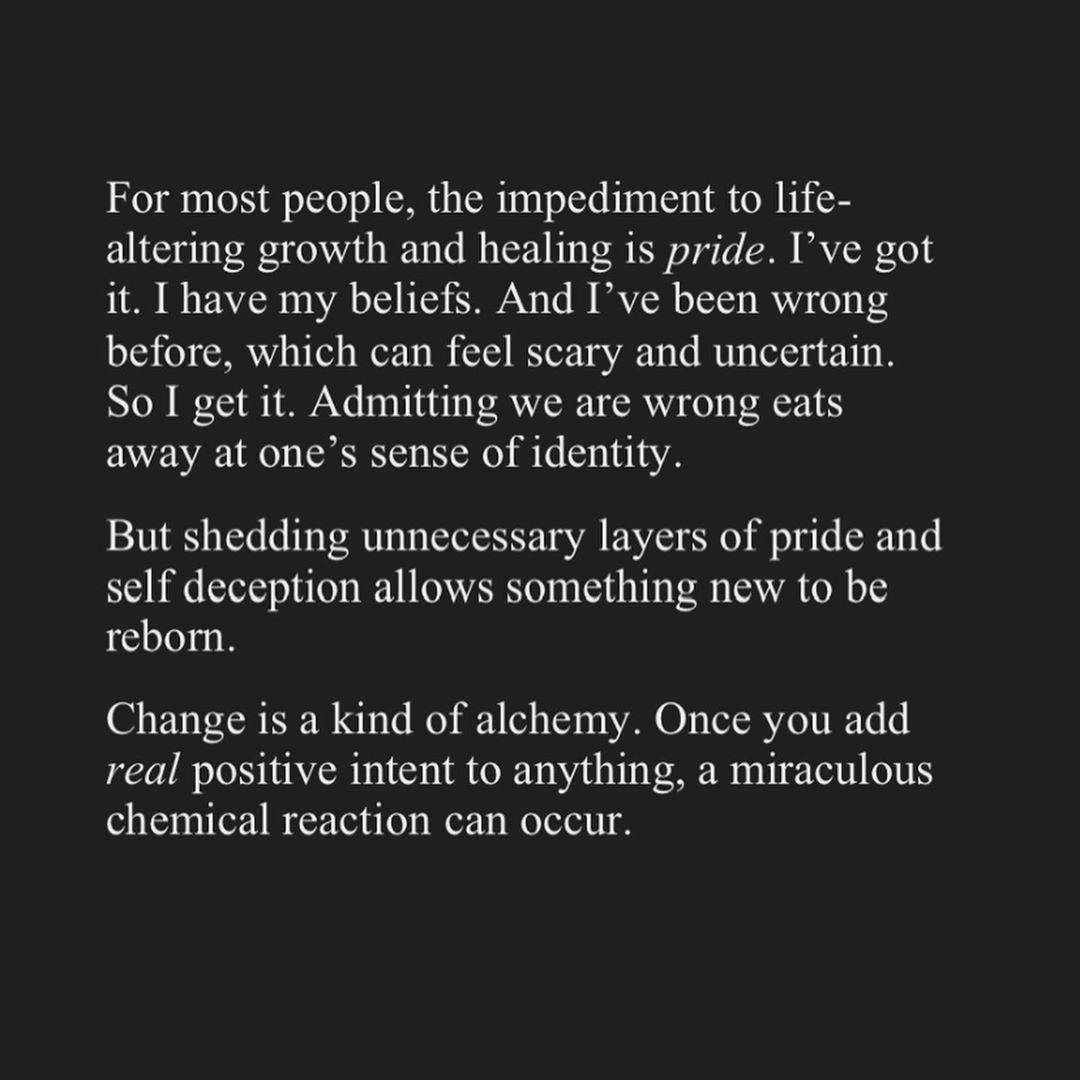 For most people, the impediment to life-
altering growth and healing is pride. I’ve got
it. I have my beliefs. And I’ve been wrong
before, which can feel scary and uncertain.
So I get it. Admitting we are wrong eats
away at one’s sense of identity.
But shedding unnecessary layers of pride and
self deception allows something new to be
reborn.
Change is a kind of alchemy. Once you add
real positive intent to anything, a miraculous
chemical reaction can occur.